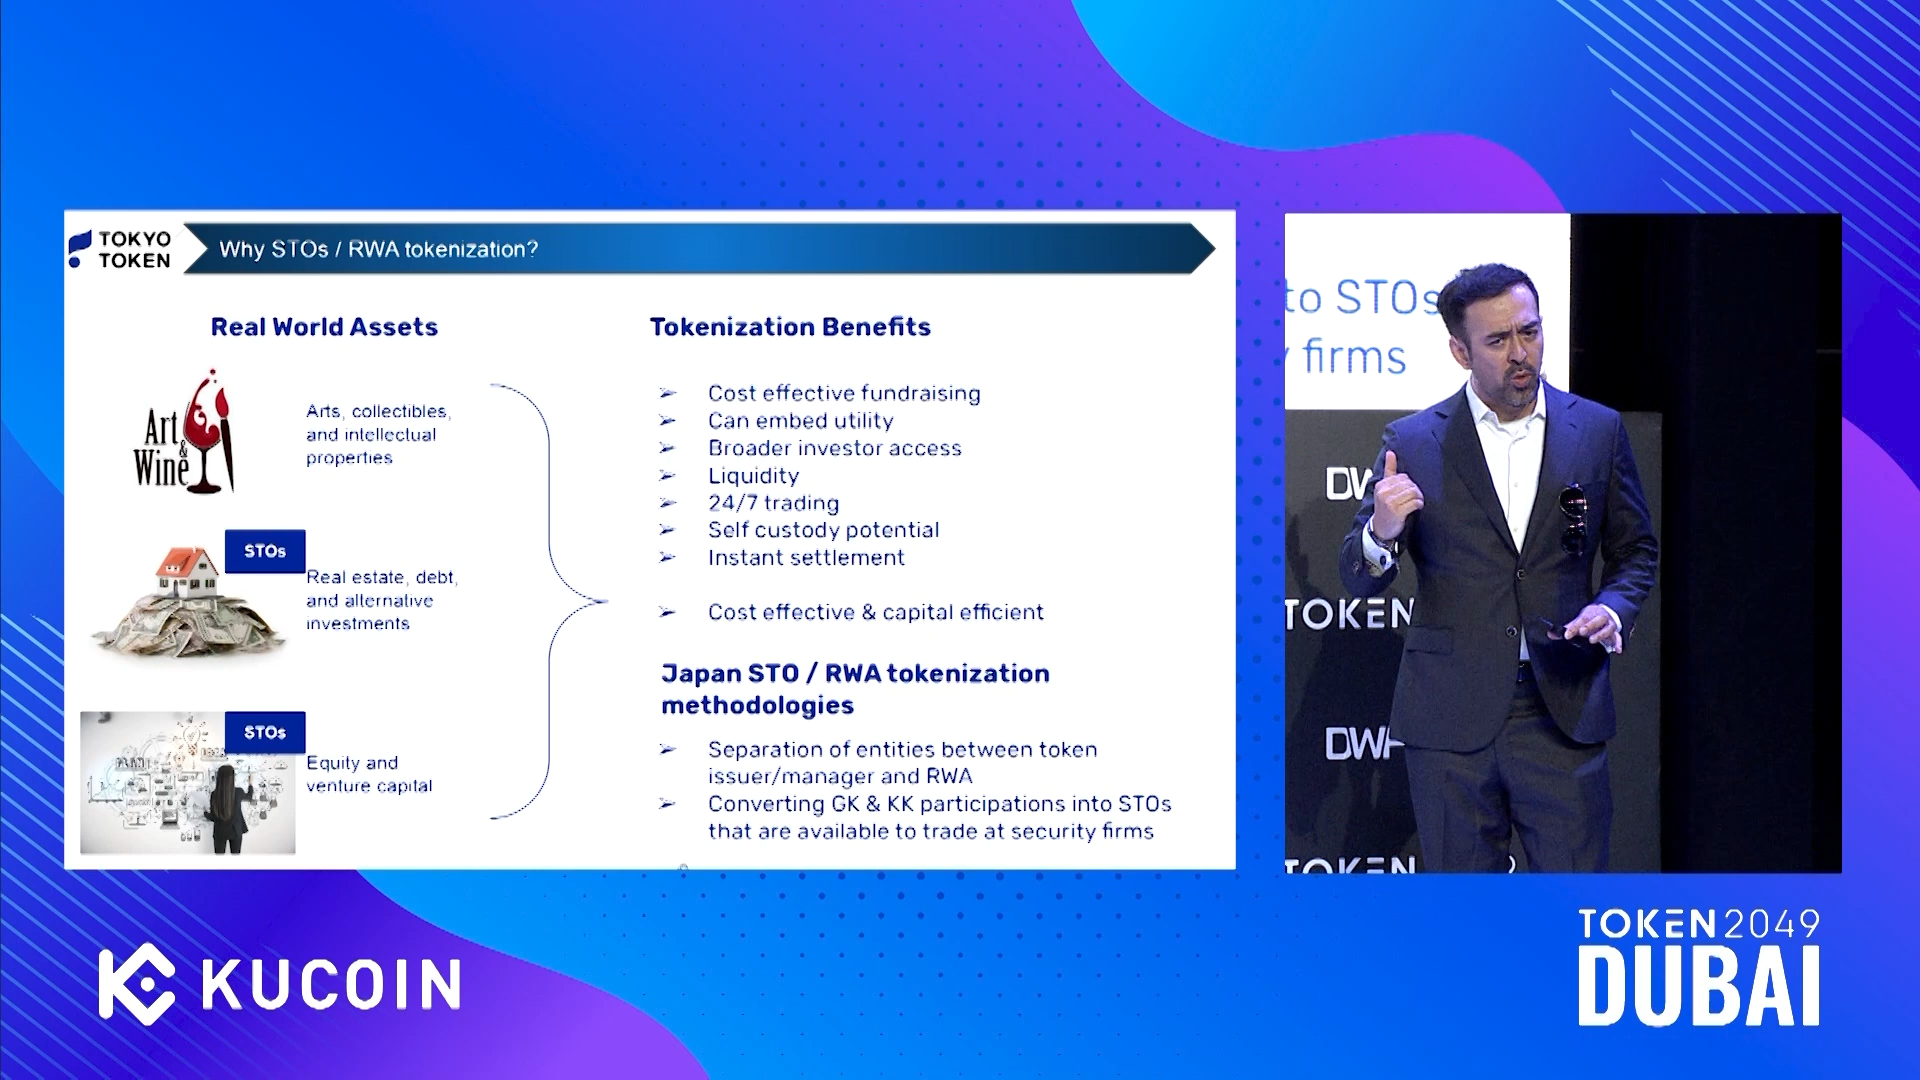 TOKYO
TOKEN
Why STOs / RWA tokenization?
Real World Assets
Art
&
Wine
Arts, collectibles,
and intellectual
properties
STOs
Real estate, debt,
and alternative
investments
STOs
Equity and
venture capital
Tokenization Benefits
➢ Cost effective fundraising
➢ Can embed utility
➢ Broader investor access
➢ Liquidity
➢ 24/7 trading
➢ Self custody potential
➢ Instant settlement
➢ Cost effective & capital efficient
Japan STO / RWA tokenization
methodologies
➢ Separation of entities between token
issuer/manager and RWA
➢ Converting GK & KK participations into STOs
that are available to trade at security firms
to STOs
firms
DW
TOKEN
DWF
TOKEN
KUCOIN
TOKEN2049
DUBAI